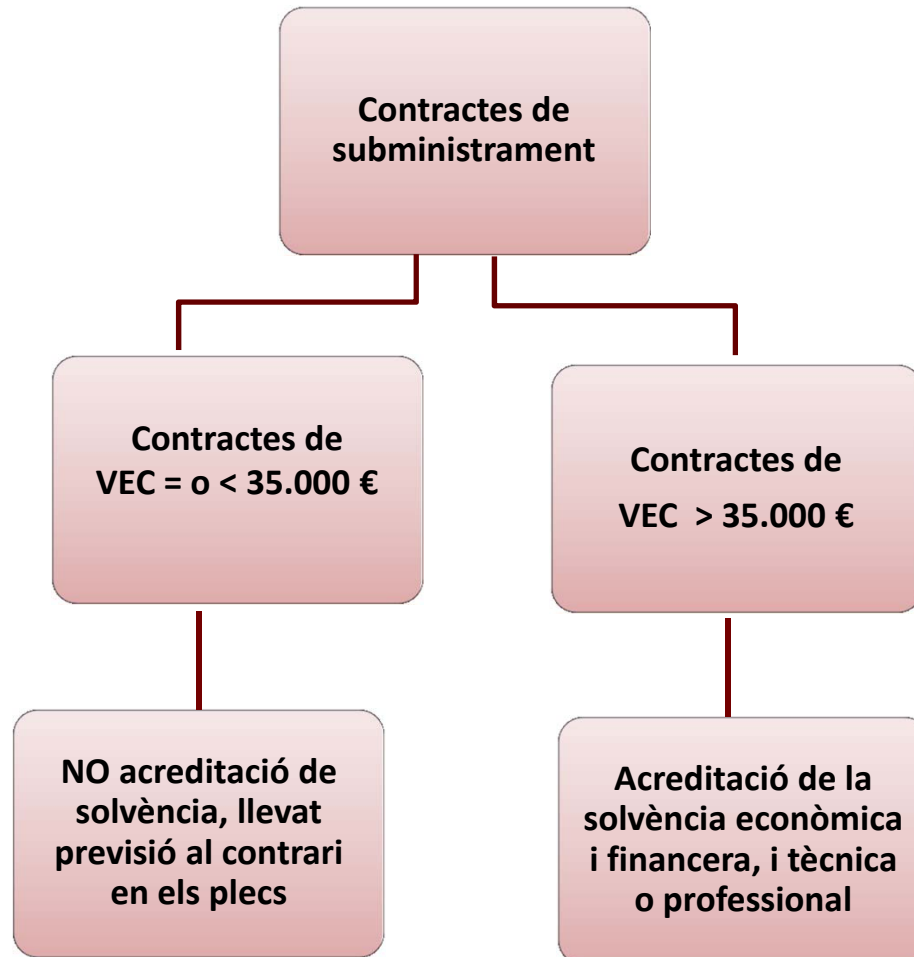 Contractes de
subministrament
Contractes de
VEC = o < 35.000 €
Contractes de
VEC > 35.000 €
NO acreditació de
solvència, llevat
previsió al contrari
en els plecs
Acreditació de la
solvència econòmica
i financera, i tècnica
o professional